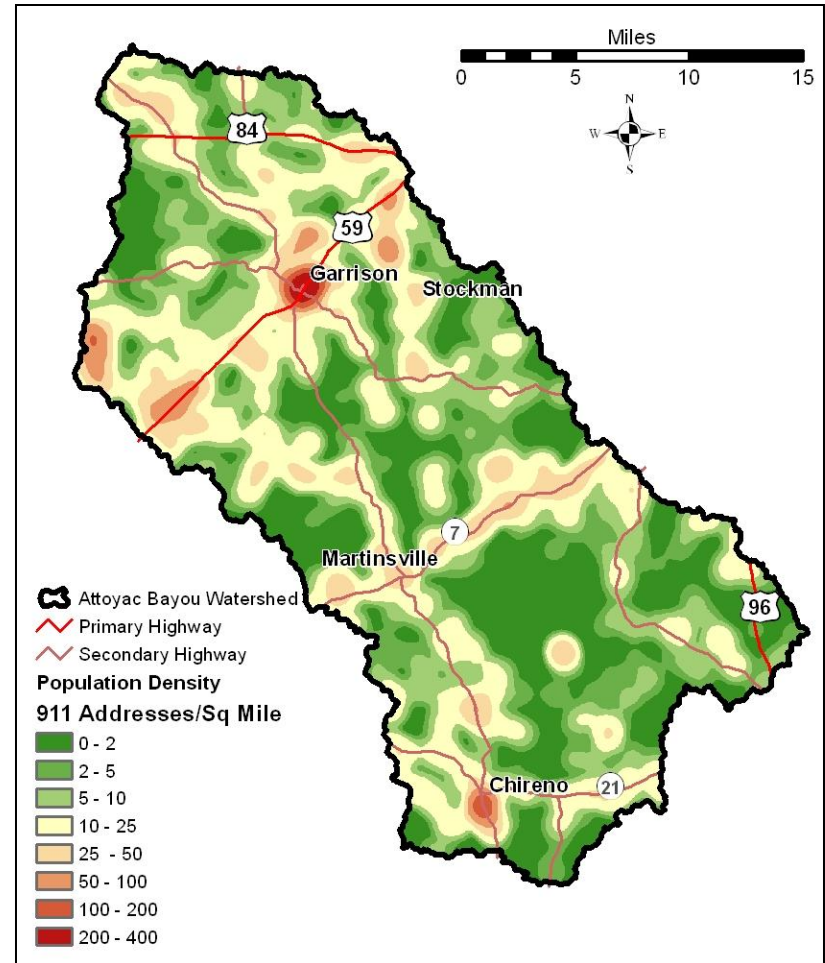 Miles
0 5 10 15
N
W E
S
84
59
Garrison
Stockman
7
Martinsville
96
Chireno
21
Attoyac Bayou Watershed
Primary Highway
Secondary Highway
Population Density
911 Addresses/Sq Mile
0 - 2
2 - 5
5 - 10
10 - 25
25 - 50
50 - 100
100 - 200
200 - 400